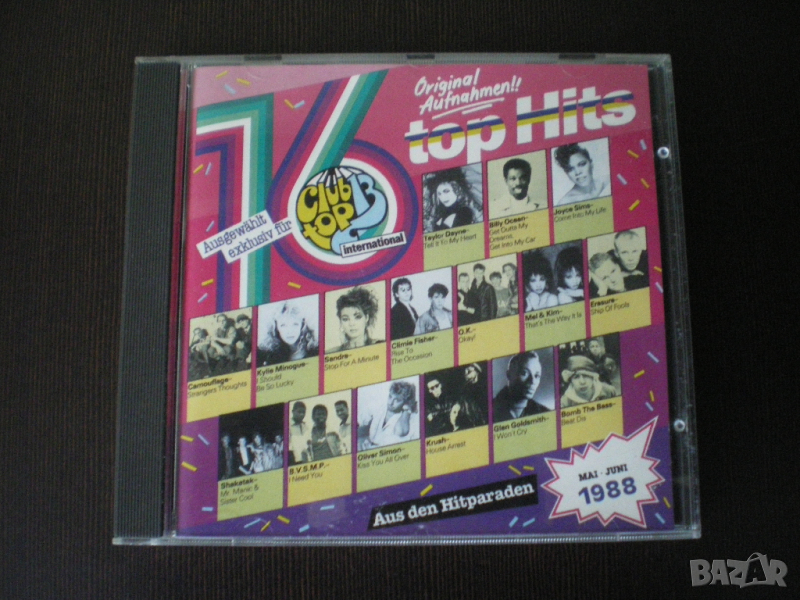 16
Original
Aufnahmen!!
top Hits
Ausgewählt
exklusiv für
Club
top 13
international
Taylor Dayne-
Tell It To My Heart
Billy Ocean-
Get Outta My
Dreams,
Get Into My Car
Joyce Sims-
Come Into My Life
Camouflage-
Strangers Thoughts
Kylie Minogue-
I Should
Be So Lucky
Sandra-
Stop For A Minute
Climie Fisher-
Rise To
The Occasion
O.K.-
Okay!
Mel & Kim-
That's The Way It Is
Erasure-
Ship Of Fools
Shakatak-
Mr. Manic &
Sister Cool
B.V.S.M.P.-
I Need You
Oliver Simon-
Kiss You All Over
Krush-
House Arrest
Glen Goldsmith-
I Won't Cry
Bomb The Bass-
Beat Dis
Aus den Hitparaden
MAI - JUNI
1988
BAZAR